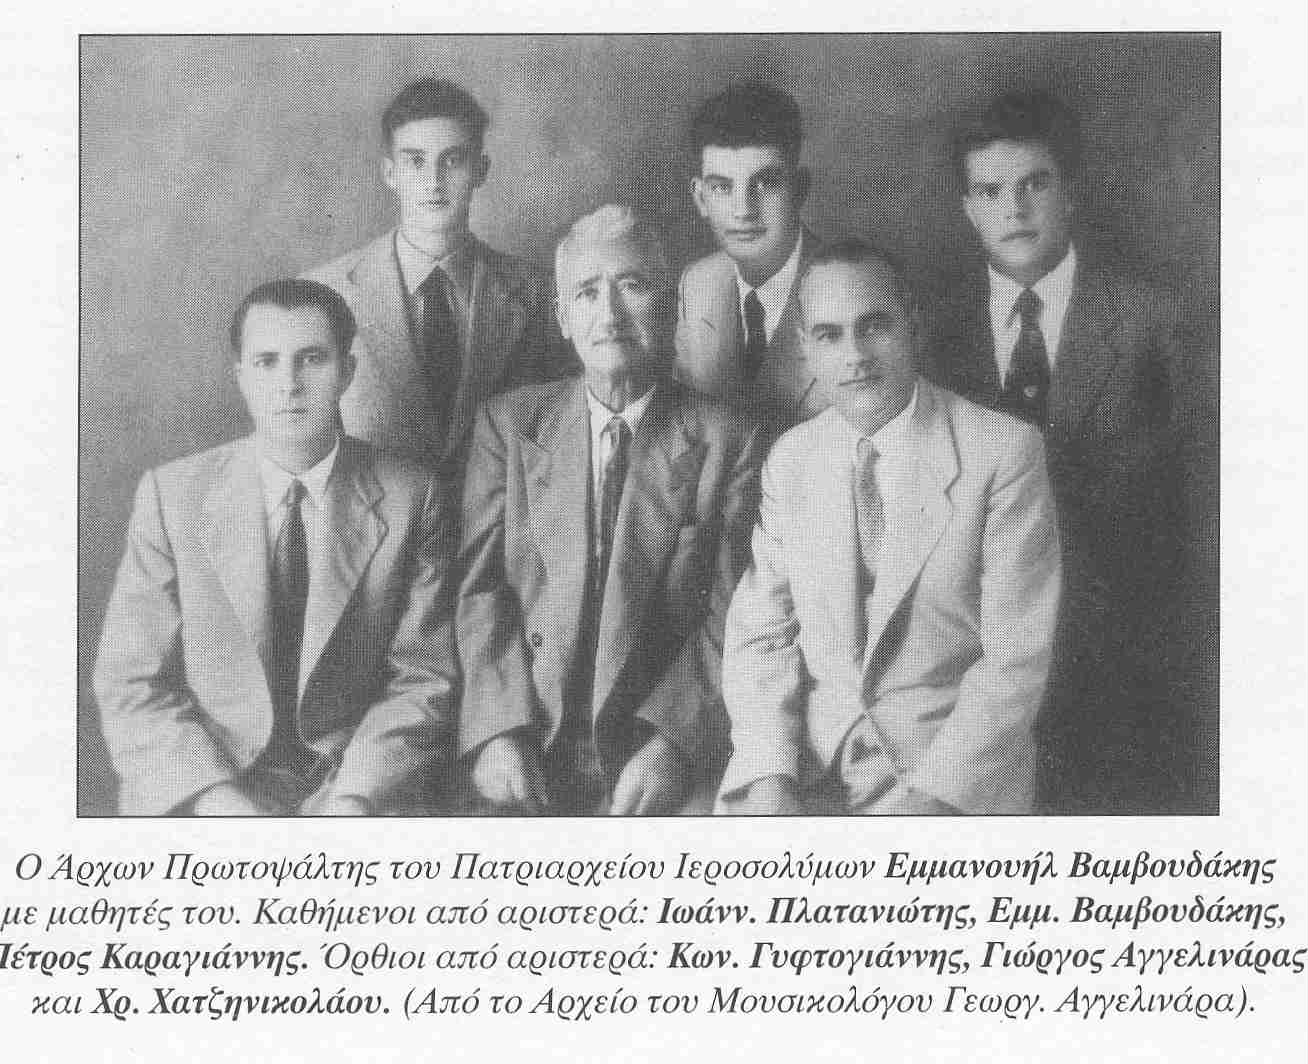 Ο Άρχων Πρωτοψάλτης του Πατριαρχείου Ιεροσολύμων Εμμανουήλ Βαμβουδάκης
με μαθητές του. Καθήμενοι από αριστερά: Ιωάνν. Πλατανιώτης, Εμμ. Βαμβουδάκης,
Πέτρος Καραγιάννης. Όρθιοι από αριστερά: Κων. Γυφτογιάννης, Γιώργος Αγγελινάρας
και Χρ. Χατζηνικολάου. (Από το Αρχείο του Μουσικολόγου Γεωργ. Αγγελινάρα).